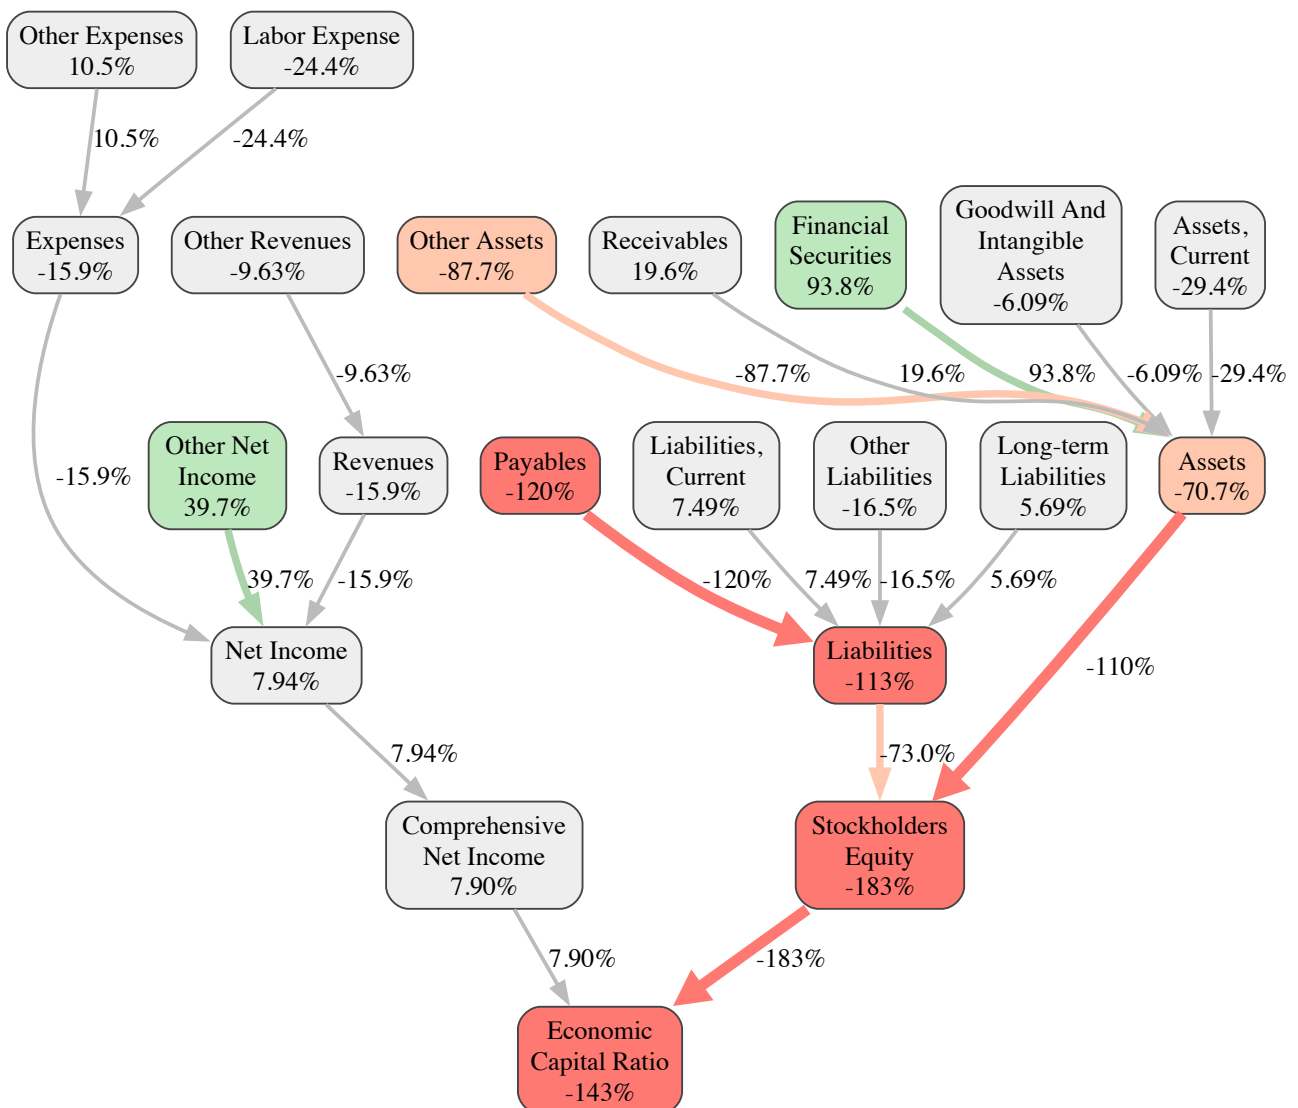 Other Expenses
10.5%
Labor Expense
-24.4%
10.5%
-24.4%
Expenses
-15.9%
Other Revenues
-9.63%
Other Assets
-87.7%
Receivables
19.6%
Financial
Securities
93.8%
Goodwill And
Intangible
Assets
-6.09%
Assets,
Current
-29.4%
-9.63%
-87.7%
19.6%
93.8%
-6.09%
-29.4%
-15.9%
Other Net
Income
39.7%
Revenues
-15.9%
Payables
-120%
Liabilities,
Current
7.49%
Other
Liabilities
-16.5%
Long-term
Liabilities
5.69%
Assets
-70.7%
39.7%
-15.9%
-120%
7.49%
-16.5%
5.69%
Net Income
7.94%
Liabilities
-113%
-110%
7.94%
-73.0%
Comprehensive
Net Income
7.90%
Stockholders
Equity
-183%
7.90%
-183%
Economic
Capital Ratio
-143%